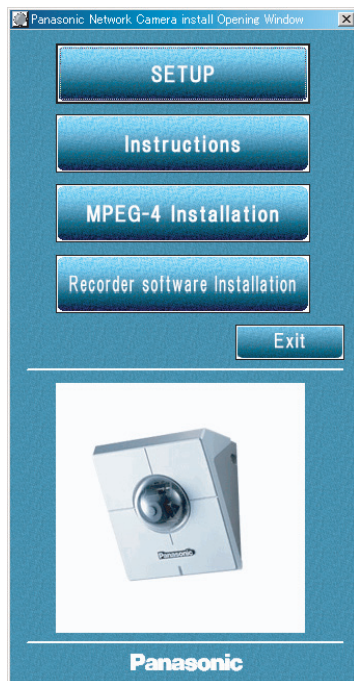 Panasonic Network Camera install Opening Window
SETUP
Instructions
MPEG-4 Installation
Recorder software Installation
Exit
Panasonic
Panasonic